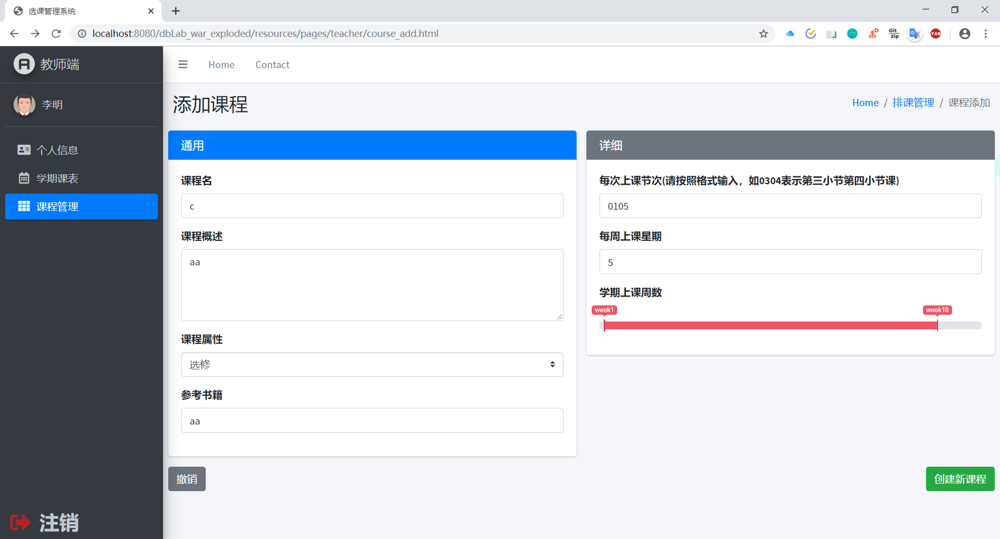 选课管理系统
localhost:8080/dbLab_war_exploded/resources/pages/teacher/course_add.html
Git
Zip
G
YAB
教师端
Home Contact
李明
添加课程
Home / 排课管理 / 课程添加
个人信息
学期课表
课程管理
通用
课程名
c
课程概述
aa
课程属性
选修
参考书籍
aa
详细
每次上课节次(请按照格式输入，如0304表示第三小节第四小节课)
0105
每周上课星期
5
学期上课周数
week1 week18
撤销
创建新课程
注销